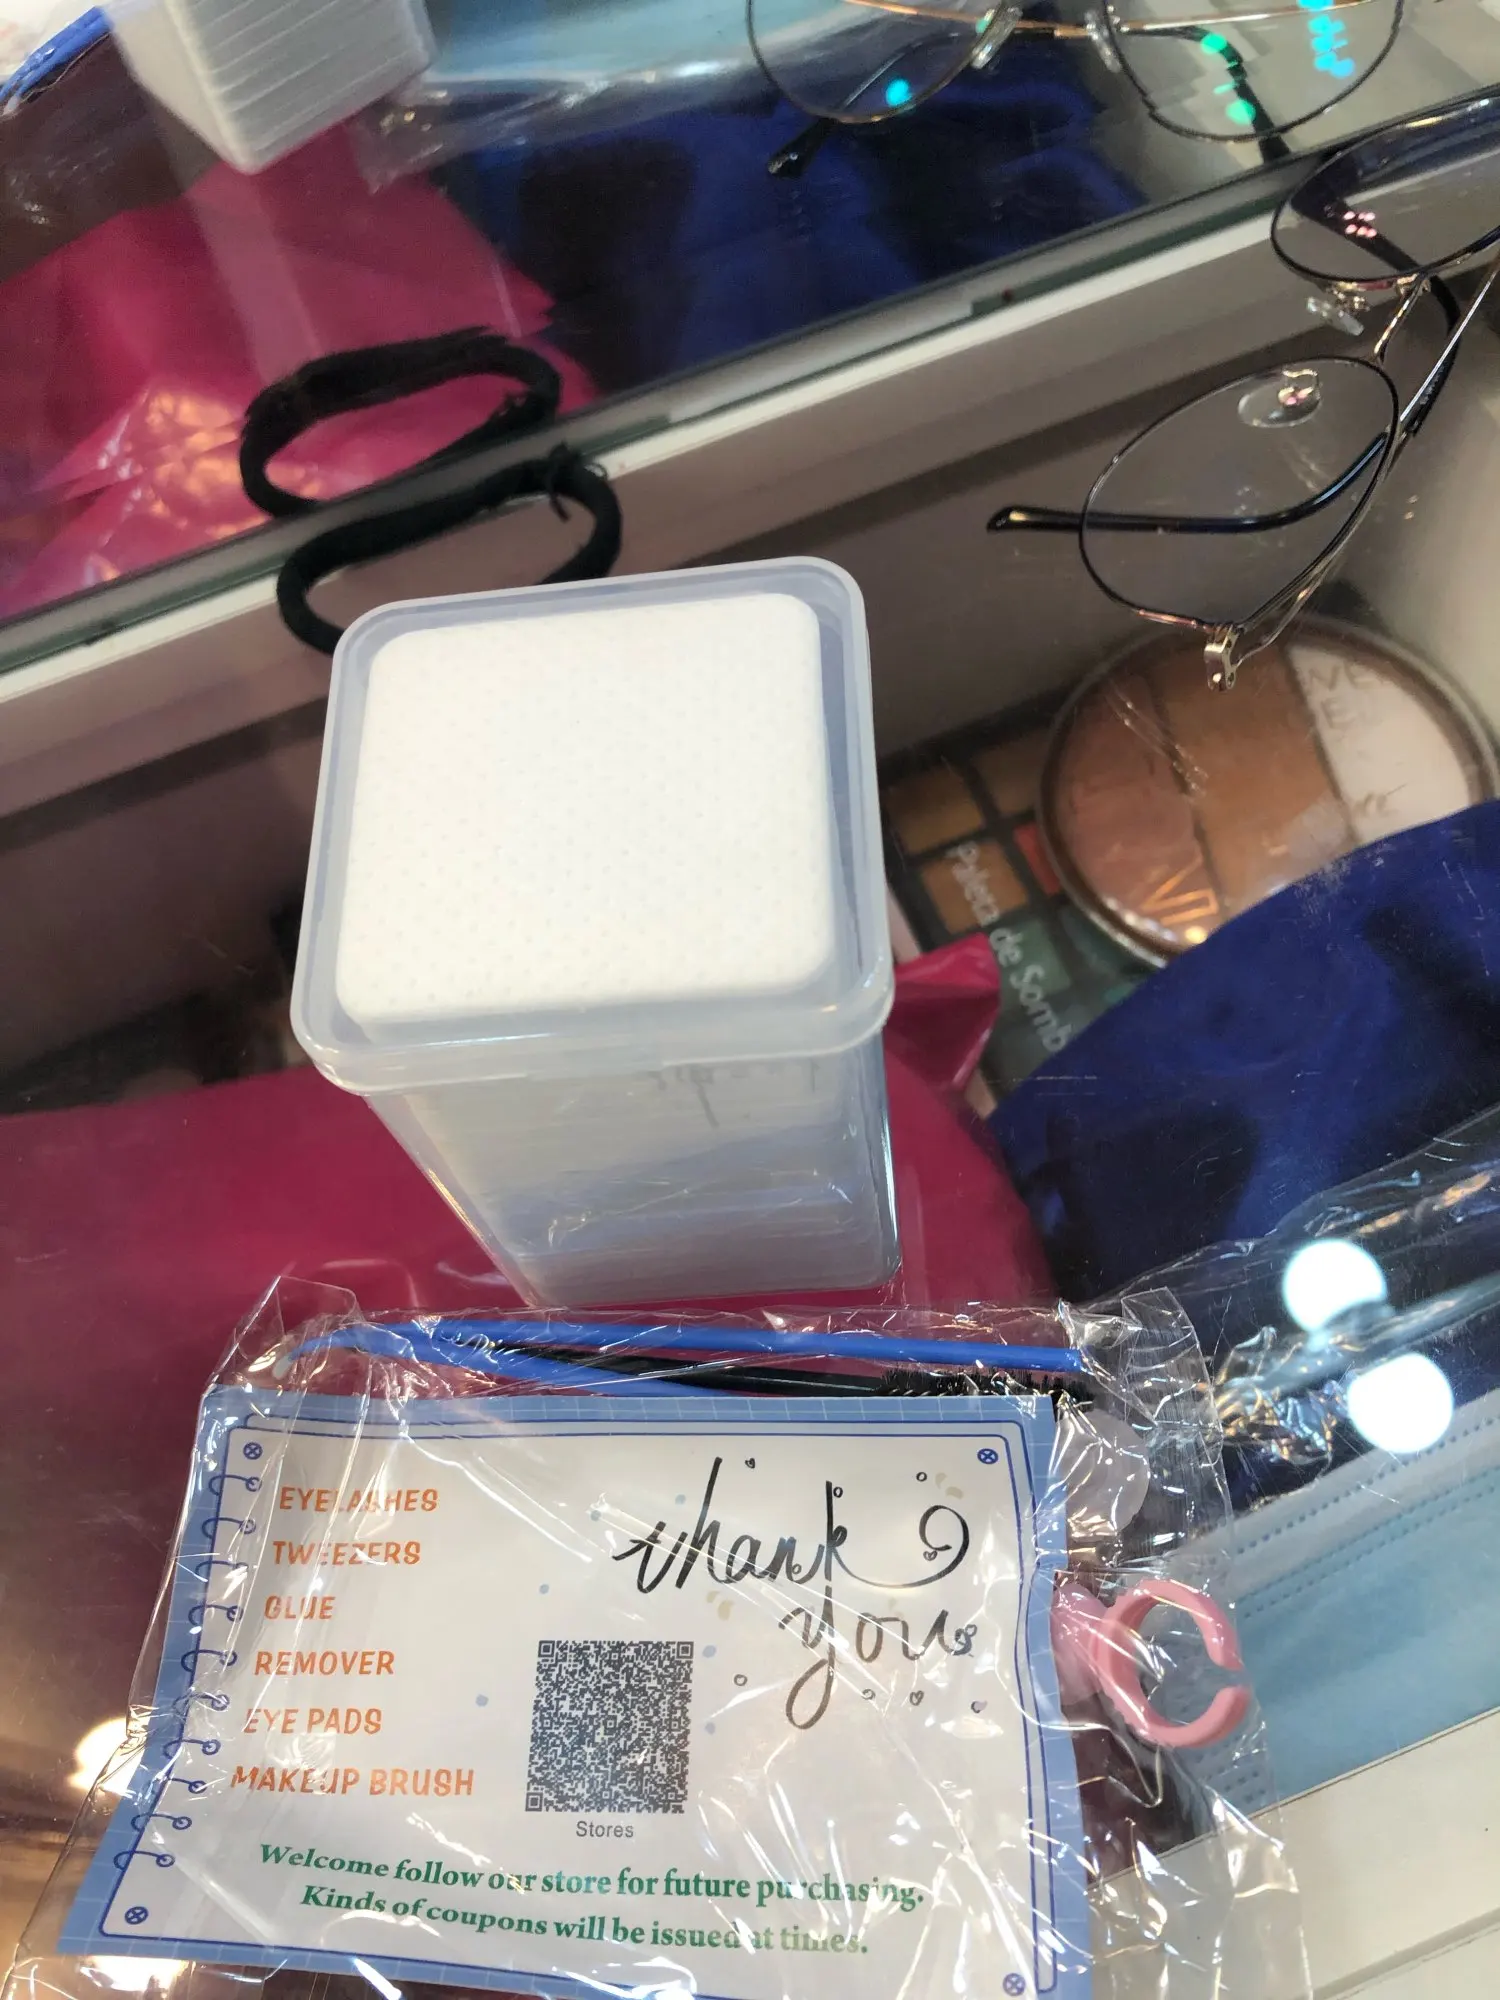 Paleta de Somb
EYELASHES
TWEEZERS
GLUE
REMOVER
EYE PADS
MAKEUP BRUSH
thank
you
Stores
Welcome follow our store for future purchasing.
Kinds of coupons will be issued at times.